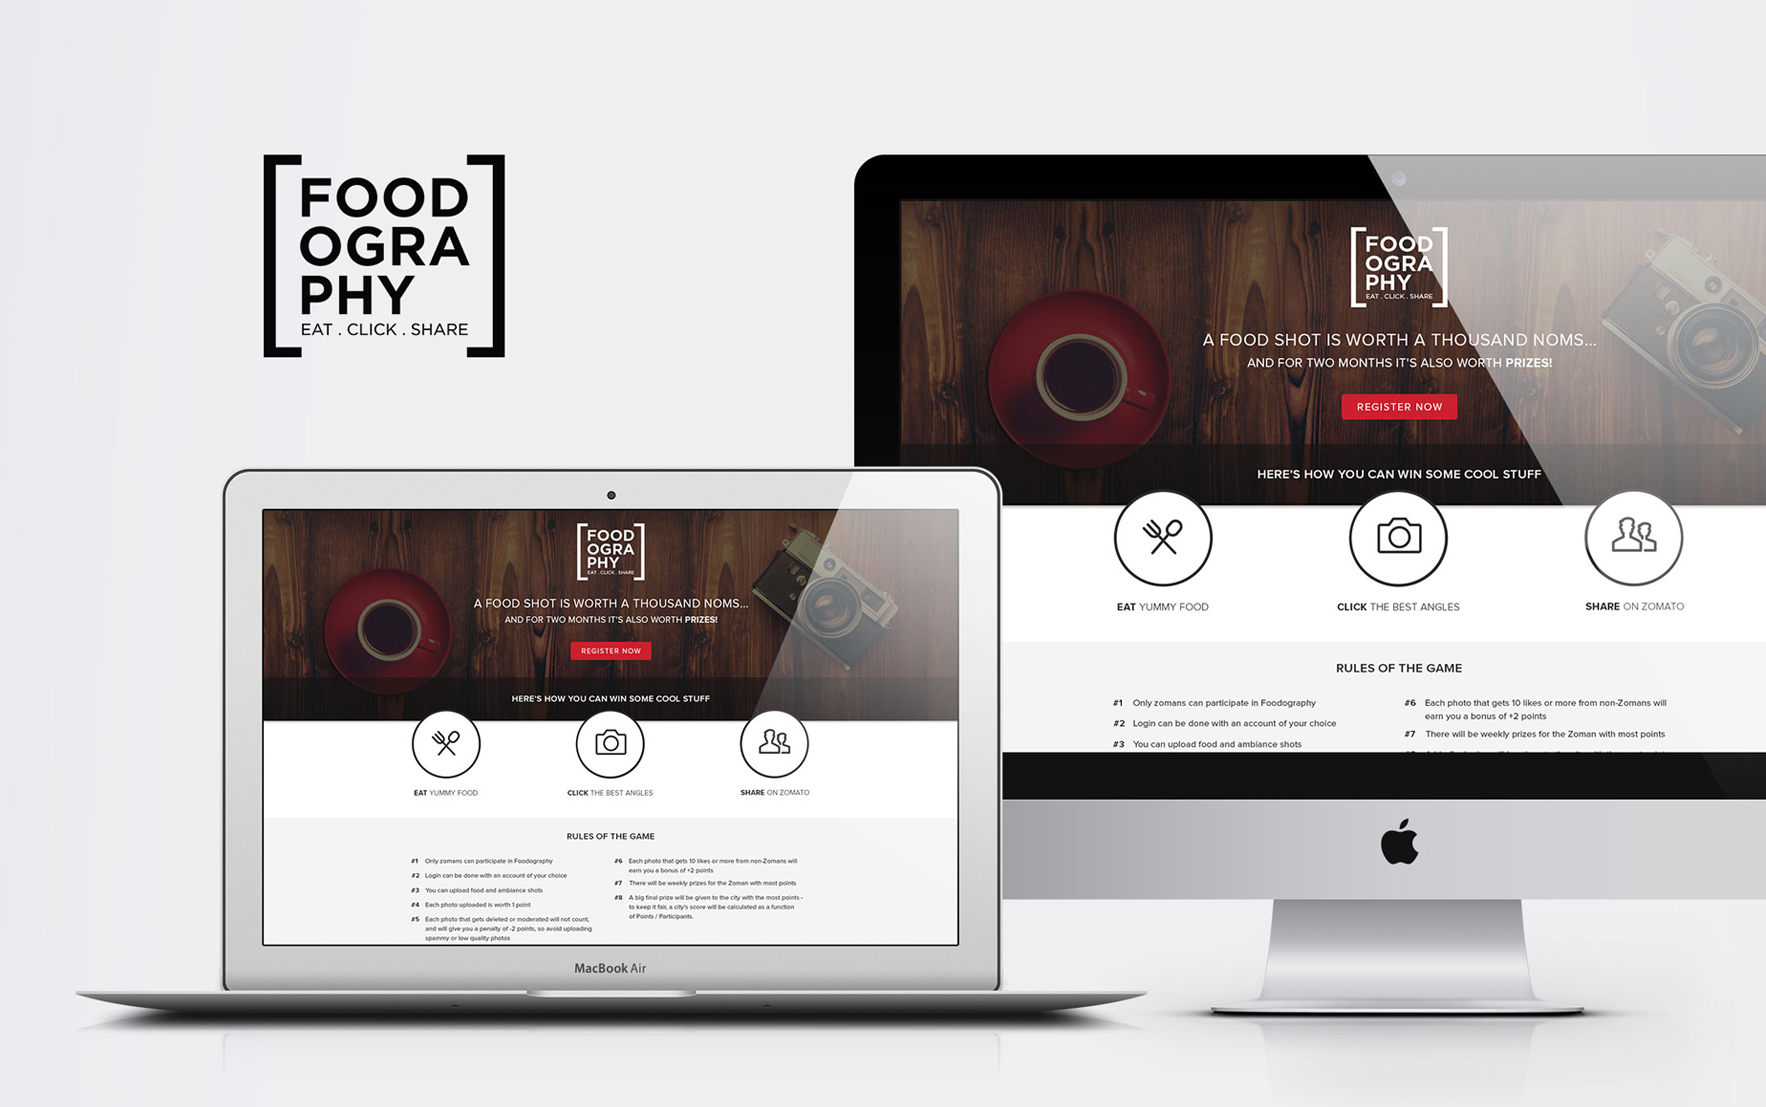 FOOD
OGRA
PHY
EAT . CLICK . SHARE
FOOD
OGRA
PHY
EAT . CLICK . SHARE
A FOOD SHOT IS WORTH A THOUSAND NOMS...
AND FOR TWO MONTHS IT'S ALSO WORTH PRIZES!
REGISTER NOW
HERE'S HOW YOU CAN WIN SOME COOL STUFF
EAT YUMMY FOOD
CLICK THE BEST ANGLES
SHARE ON ZOMATO
RULES OF THE GAME
#1 Only zomans can participate in Foodography
#2 Login can be done with an account of your choice
#3 You can upload food and ambiance shots
#6 Each photo that gets 10 likes or more from non-Zomans will
earn you a bonus of +2 points
#7 There will be weekly prizes for the Zoman with most points
FOOD
OGRA
PHY
EAT . CLICK . SHARE
A FOOD SHOT IS WORTH A THOUSAND NOMS...
AND FOR TWO MONTHS IT'S ALSO WORTH PRIZES!
REGISTER NOW
HERE'S HOW YOU CAN WIN SOME COOL STUFF
EAT YUMMY FOOD
CLICK THE BEST ANGLES
SHARE ON ZOMATO
RULES OF THE GAME
#1 Only zomans can participate in Foodography
#2 Login can be done with an account of your choice
#3 You can upload food and ambiance shots
#4 Each photo uploaded is worth 1 point
#5 Each photo that gets deleted or moderated will not count,
and will give you a penalty of -2 points, so avoid uploading
spammy or low quality photos
#6 Each photo that gets 10 likes or more from non-Zomans will
earn you a bonus of +2 points
#7 There will be weekly prizes for the Zoman with most points
#8 A big final prize will be given to the city with the most points -
to keep it fair, a city's score will be calculated as a function
of Points / Participants.
MacBook Air